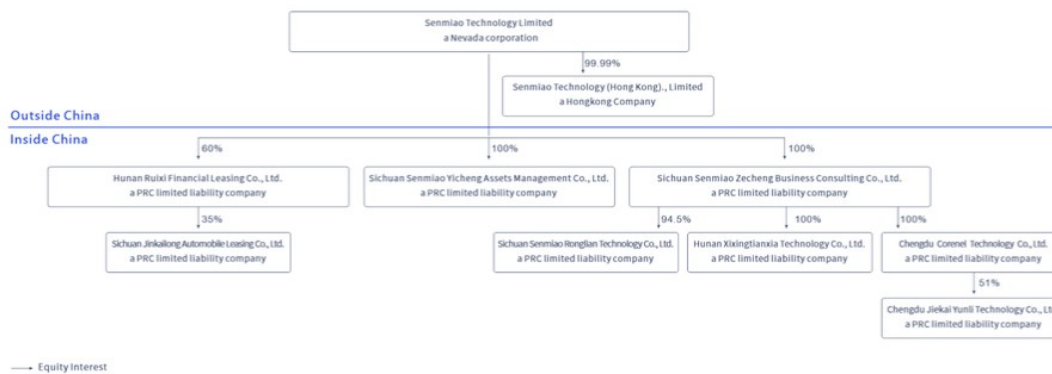 Senmiao Technology Limited
a Nevada corporation
99.99%
Senmiao Technology (Hong Kong)., Limited
a Hongkong Company
Outside China
Inside China
60%
100%
100%
Hunan Ruixi Financial Leasing Co., Ltd.
a PRC limited liability company
Sichuan Senmiao Yicheng Assets Management Co., Ltd.
a PRC limited liability company
Sichuan Senmiao Zecheng Business Consulting Co., Ltd.
a PRC limited liability company
35%
94.5%
100%
100%
Sichuan Jinkailong Automobile Leasing Co., Ltd.
a PRC limited liability company
Sichuan Senmiao Ronglian Technology Co., Ltd.
a PRC limited liability company
Hunan Xixingtianxia Technology Co., Ltd.
a PRC limited liability company
Chengdu Corenel Technology Co., Ltd.
a PRC limited liability company
51%
Chengdu Jiekai Yunli Technology Co., Lt
a PRC limited liability company
Equity Interest